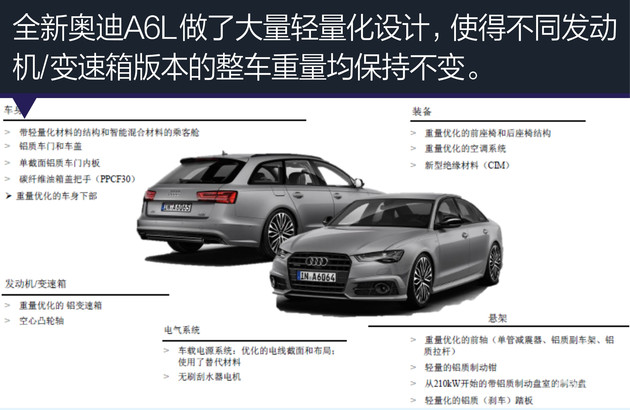 全新奥迪A6L做了大量轻量化设计，使得不同发动
机/变速箱版本的整车重量均保持不变。
> 带轻量化材料的结构和智能混合材料的乘客舱
> 铝质车门和车盖
> 单截面铝质车门内板
> 碳纤维油箱盖把手（PPCF30）
➢ 重量优化的车身下部
装备
> 重量优化的前座椅和后座椅结构
> 重量优化的空调系统
> 新型绝缘材料（CIM）
IN A6065
IN A6064
发动机/变速箱
> 重量优化的 铝变速箱
> 空心凸轮轴
电气系统
> 车载电源系统：优化的电线截面和布局；
使用了替代材料
> 无刷刮水器电机
悬架
> 重量优化的前轴（单管减震器、铝质副车架、铝
质拉杆）
> 轻量的铝质制动钳
> 从210kW开始的带铝质制动盘室的制动盘
> 轻量化的铝质（刹车）踏板